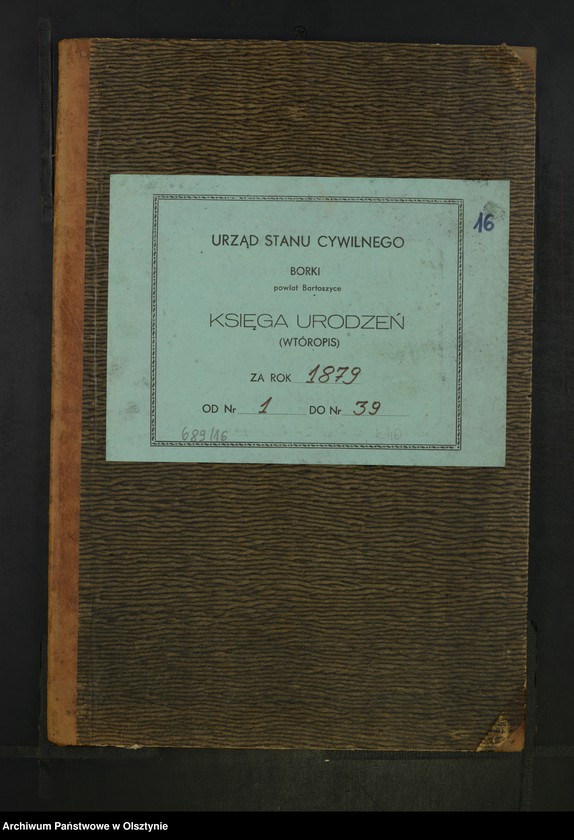 16
URZĄD STANU CYWILNEGO
BORKI
powiat Bartoszyce
KSIĘGA URODZEŃ
(WTÓROPIS)
ZA ROK 1879
OD Nr 1 DO Nr 39
689/16
Archiwum Państwowe w Olsztynie